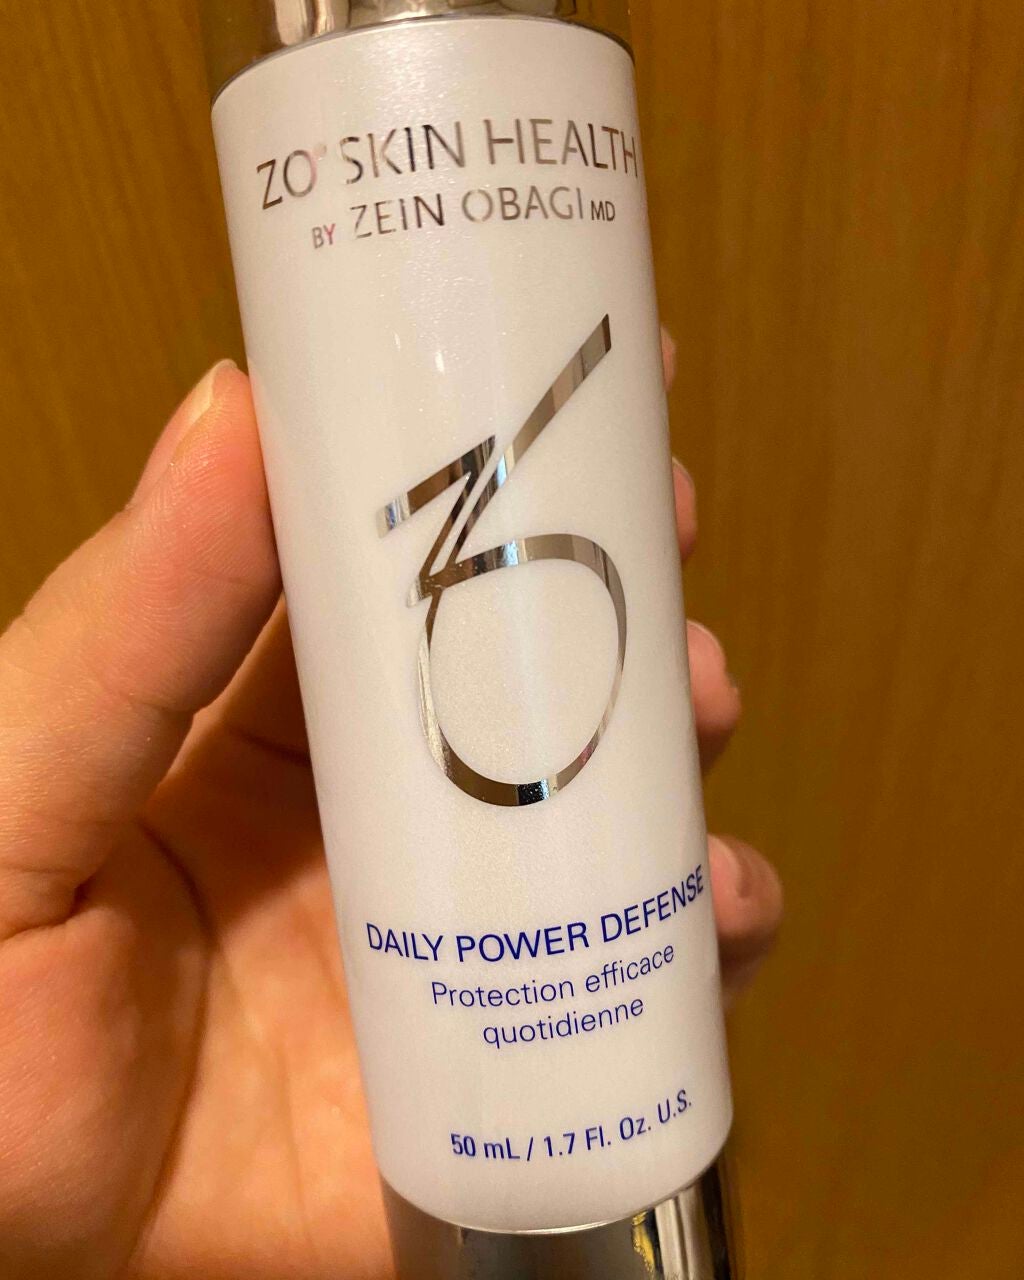 ZO® SKIN HEALTH
BY ZEIN OBAGI MD
ZO
DAILY POWER DEFENSE
Protection efficace
quotidienne
50 mL / 1.7 Fl. Oz. U.S.